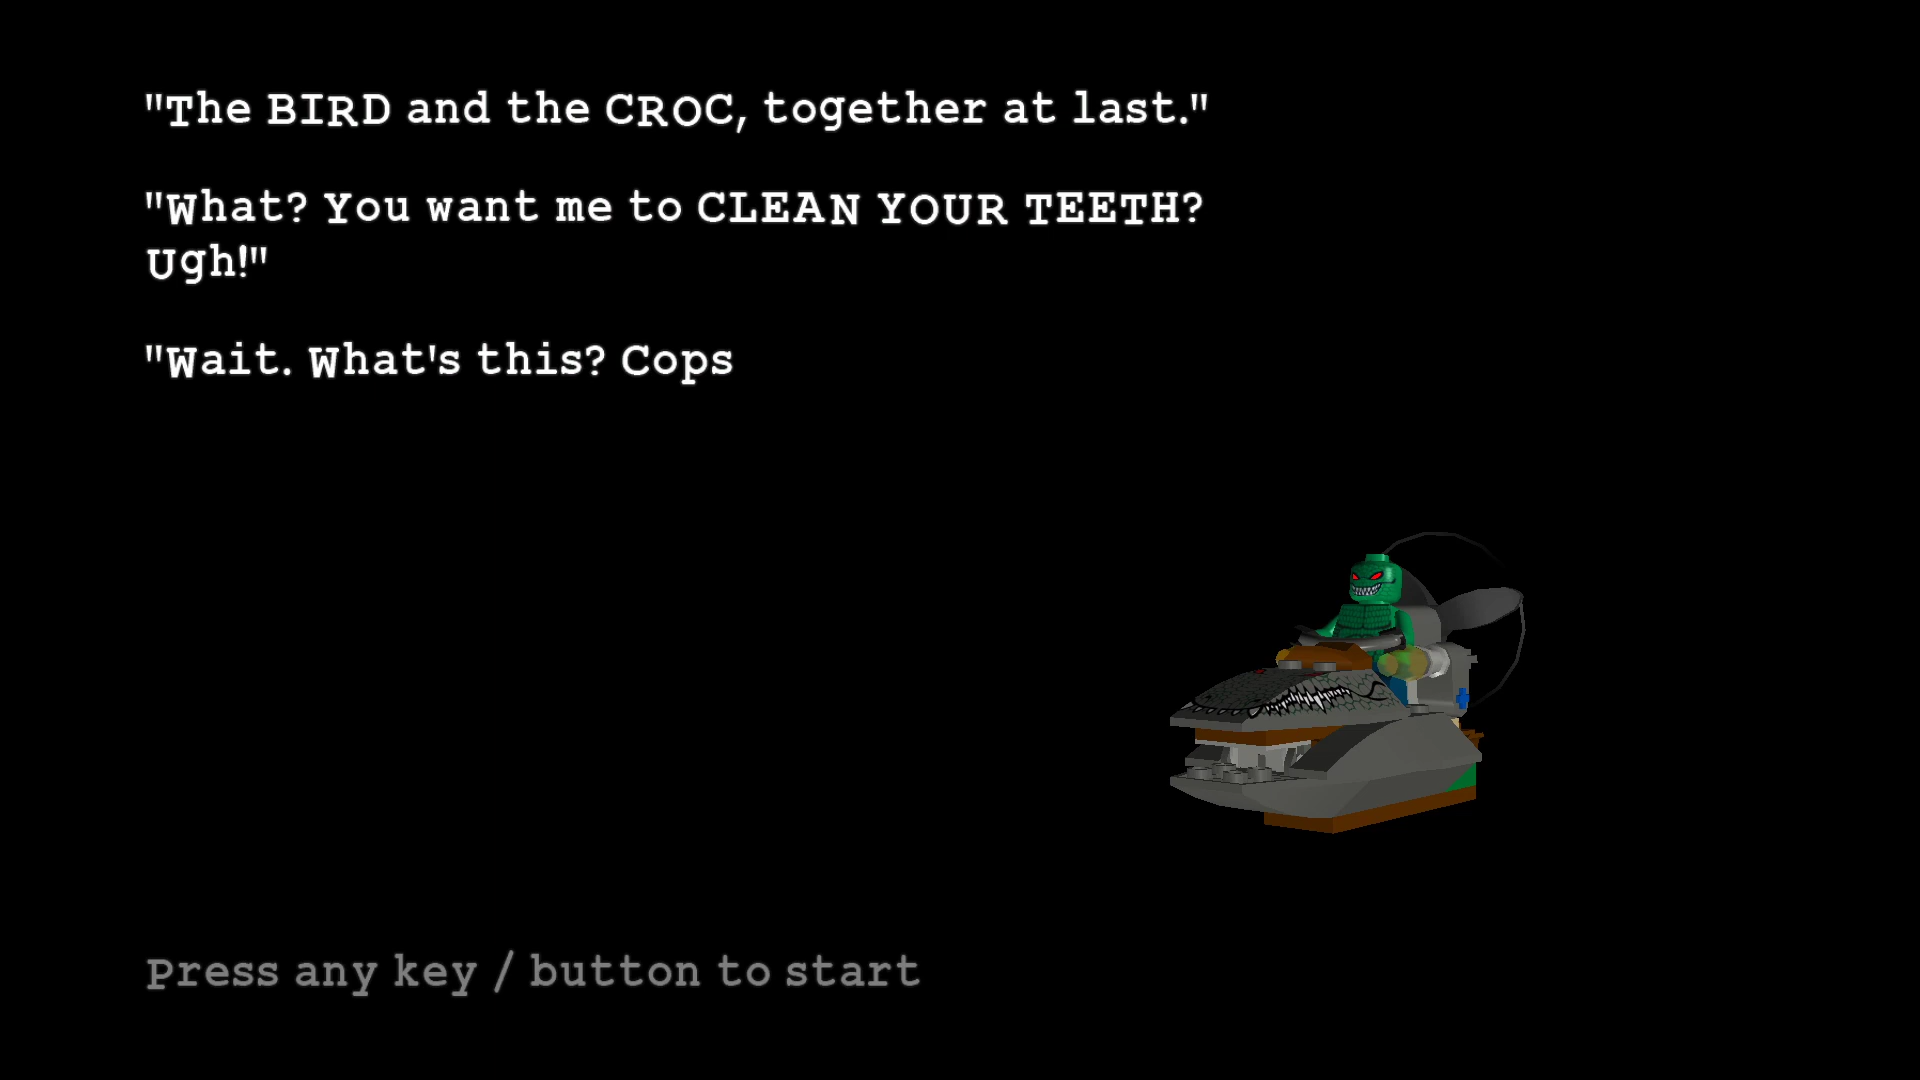 "The BIRD and the CROC, together at last."
"What? You want me to CLEAN YOUR TEETH?
Ugh!"
"Wait. What's this? Cops
Press any key / button to start